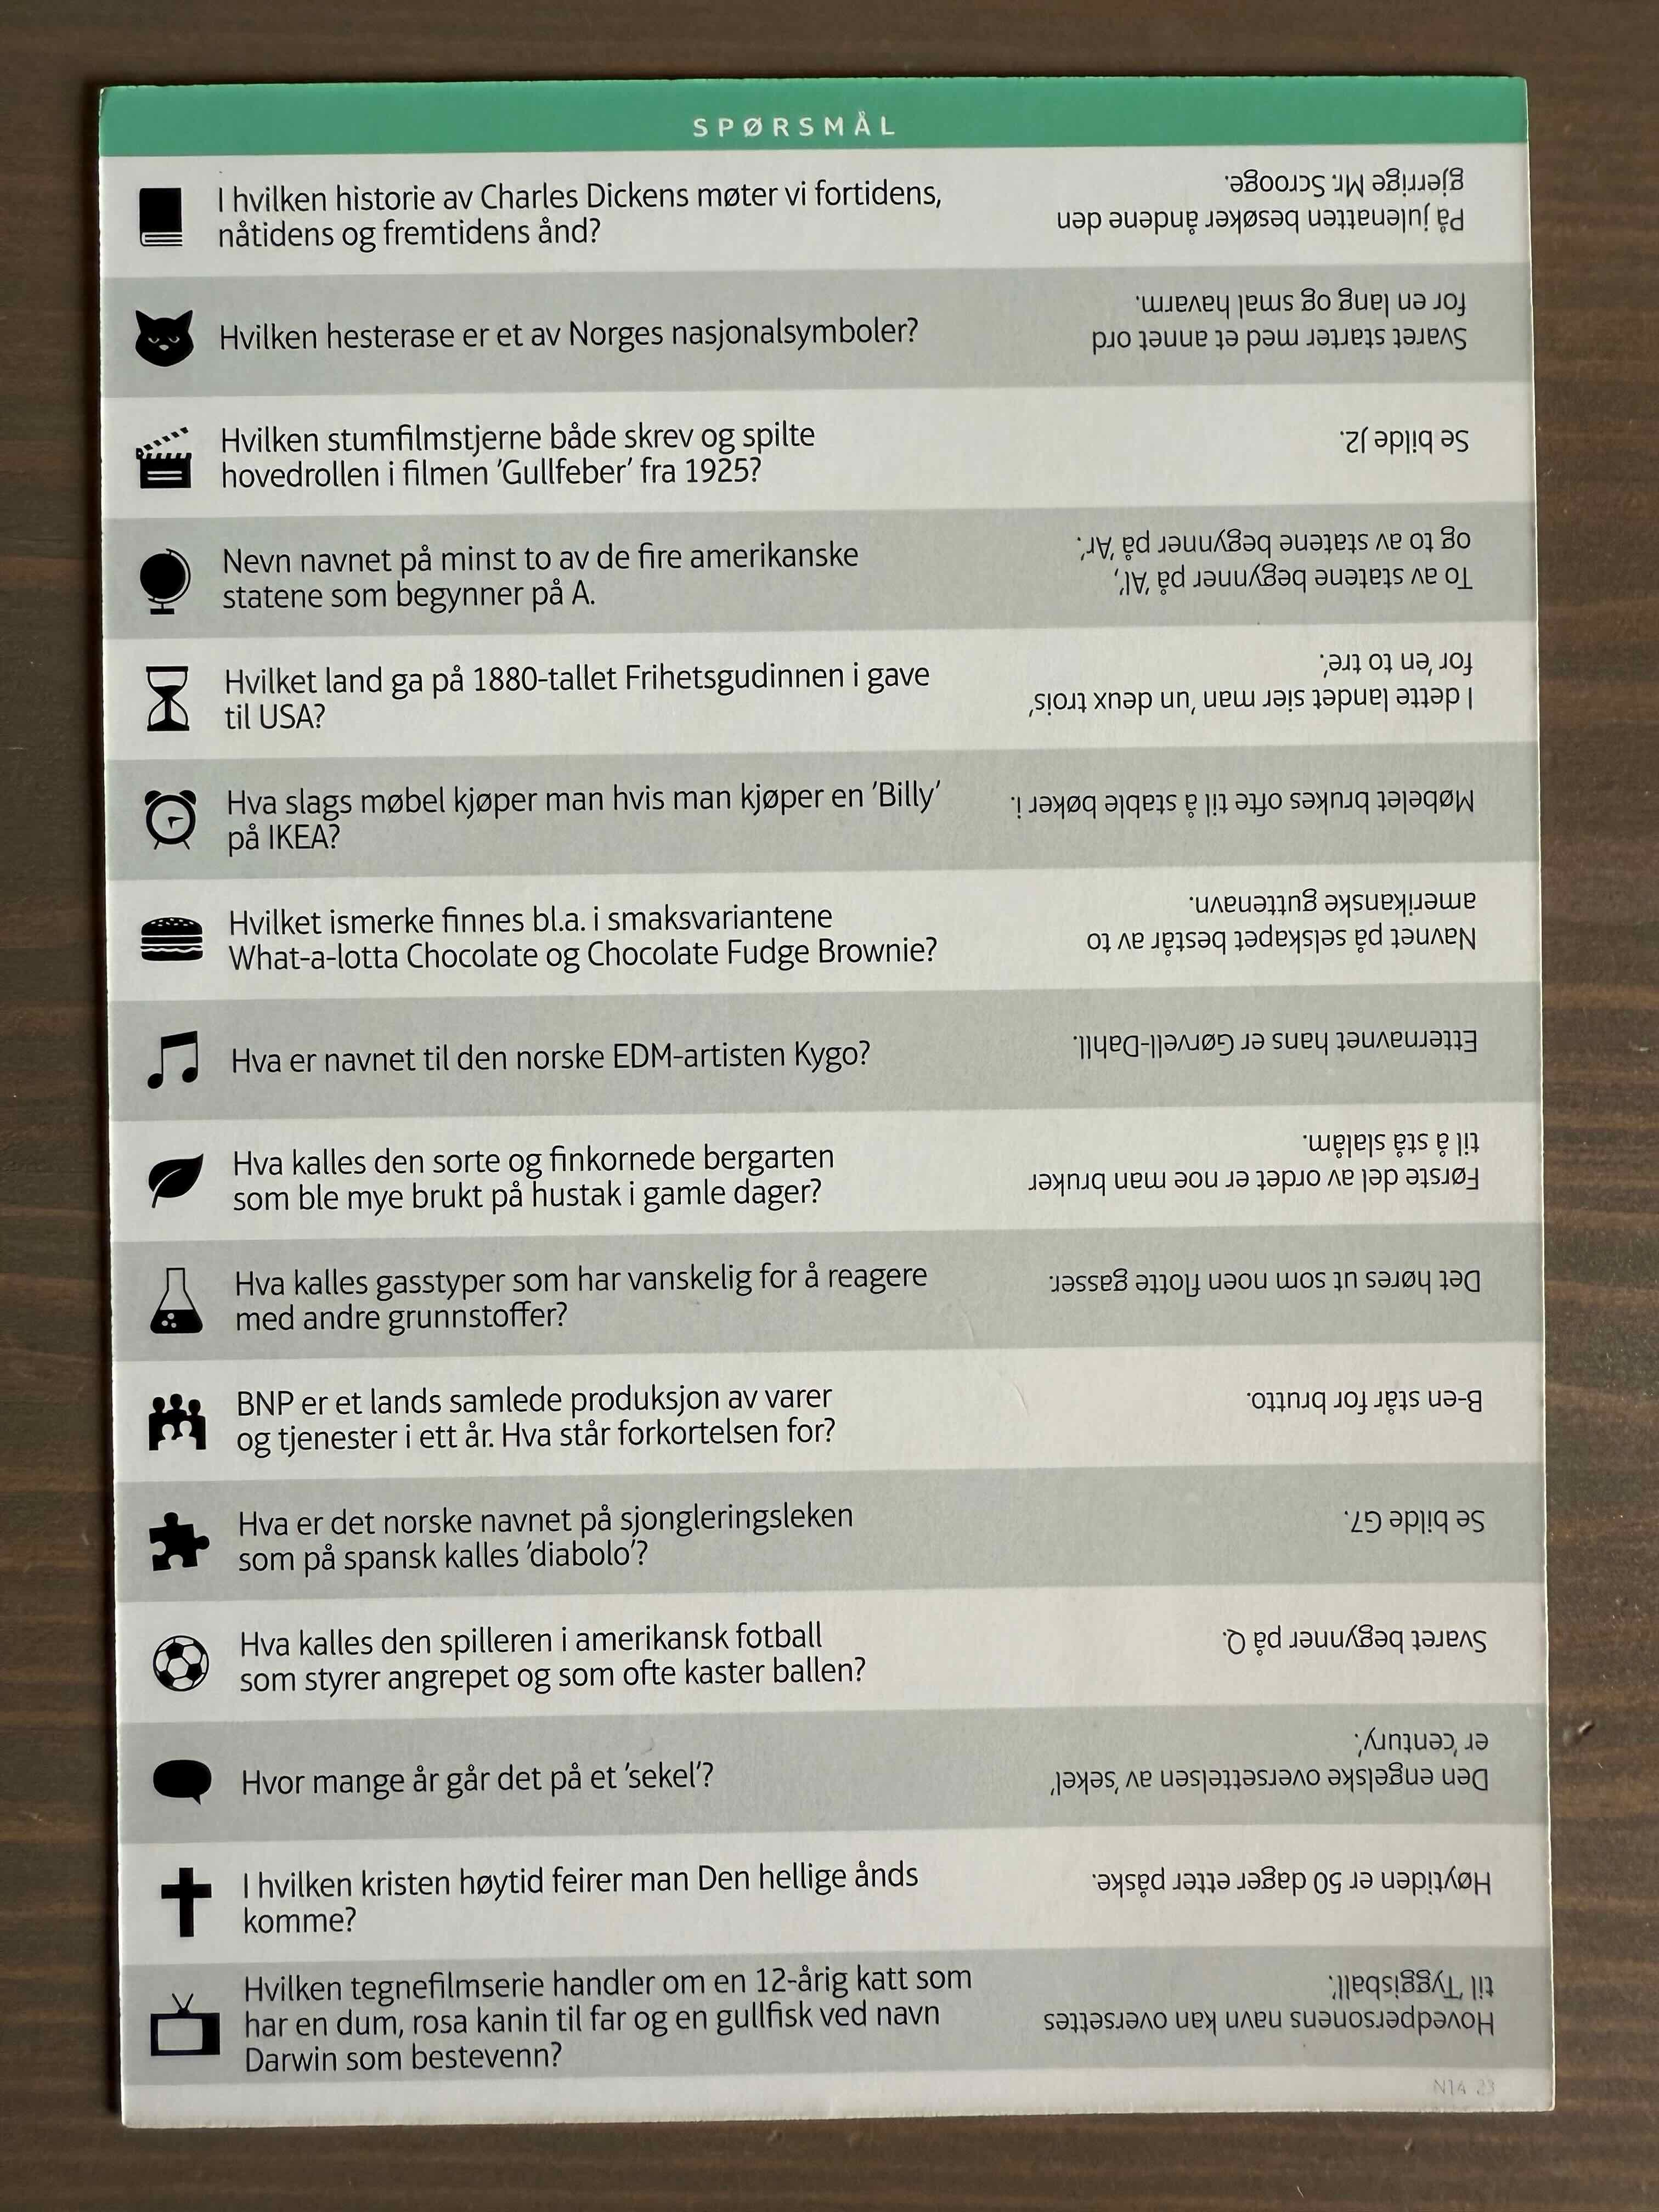 SPØRSMÅL
I hvilken historie av Charles Dickens møter vi fortidens,
nåtidens og fremtidens ånd?
På julenatten besøker åndene den
gjerrige Mr. Scrooge.
Hvilken hesterase er et av Norges nasjonalsymboler?
Svaret starter med et annet ord
for en lang og smal havarm.
Hvilken stumfilmstjerne både skrev og spilte
hovedrollen i filmen 'Gullfeber' fra 1925?
Se bilde J2.
Nevn navnet på minst to av de fire amerikanske
statene som begynner på A.
To av statene begynner på 'Al',
og to av statene begynner på 'Ar'.
Hvilket land ga på 1880-tallet Frihetsgudinnen i gave
til USA?
I dette landet sier man 'un deux trois'
for 'en to tre'.
Hva slags møbel kjøper man hvis man kjøper en 'Billy'
på IKEA?
Møbelet brukes ofte til å stable bøker i.
Hvilket ismerke finnes bl.a. i smaksvariantene
What-a-lotta Chocolate og Chocolate Fudge Brownie?
Navnet på selskapet består av to
amerikanske guttenavn.
Hva er navnet til den norske EDM-artisten Kygo?
Etternavnet hans er Gørvell-Dahll.
Hva kalles den sorte og finkornede bergarten
som ble mye brukt på hustak i gamle dager?
Første del av ordet er noe man bruker
til å stå slalåm.
Hva kalles gasstyper som har vanskelig for å reagere
med andre grunnstoffer?
Det høres ut som noen flotte gasser.
BNP er et lands samlede produksjon av varer
og tjenester i ett år. Hva står forkortelsen for?
B-en står for brutto.
Hva er det norske navnet på sjongleringsleken
som på spansk kalles 'diabolo'?
Se bilde G7.
Hva kalles den spilleren i amerikansk fotball
som styrer angrepet og som ofte kaster ballen?
Svaret begynner på Q.
Hvor mange år går det på et 'sekel'?
Den engelske oversettelsen av 'sekel'
er 'century'.
I hvilken kristen høytid feirer man Den hellige ånds
komme?
Høytiden er 50 dager etter påske.
Hvilken tegnefilmserie handler om en 12-årig katt som
har en dum, rosa kanin til far og en gullfisk ved navn
Darwin som bestevenn?
Hovedpersonens navn kan oversettes
til 'Tyggisball'.
N14 23